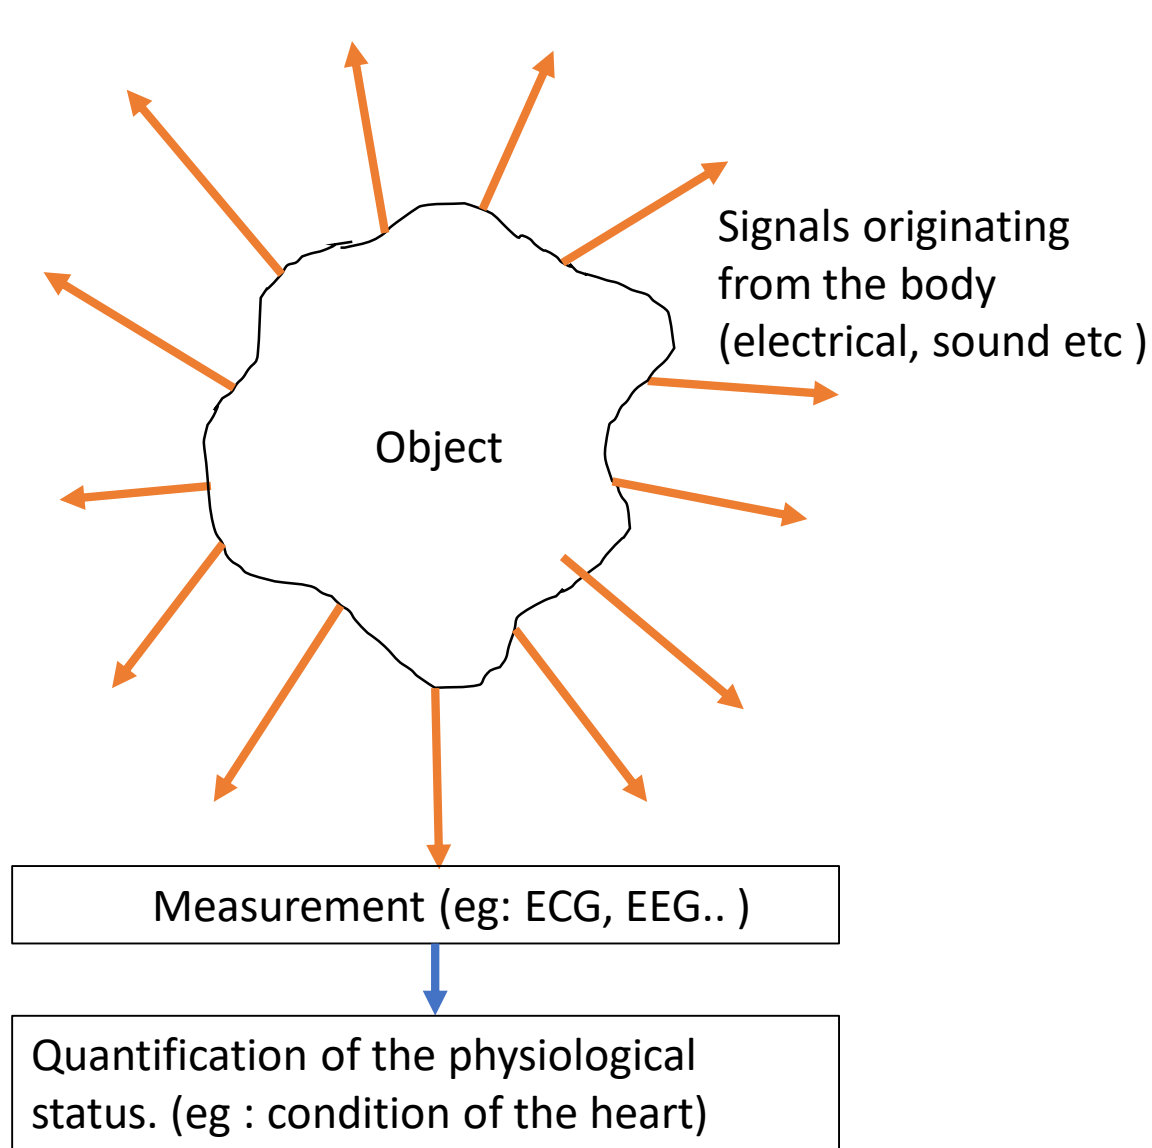 Signals originating
from the body
(electrical, sound etc )
Object
Measurement (eg: ECG, EEG.. )
Quantification of the physiological
status. (eg : condition of the heart)